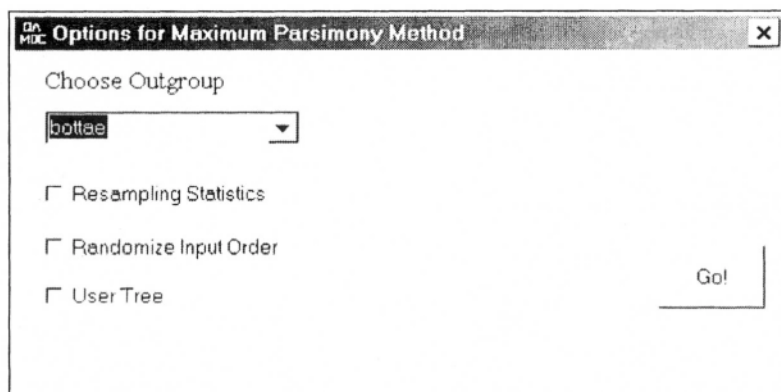 Options for Maximum Parsimony Method
Choose Outgroup
bottae
Resampling Statistics
Randomize Input Order
User Tree
Go!